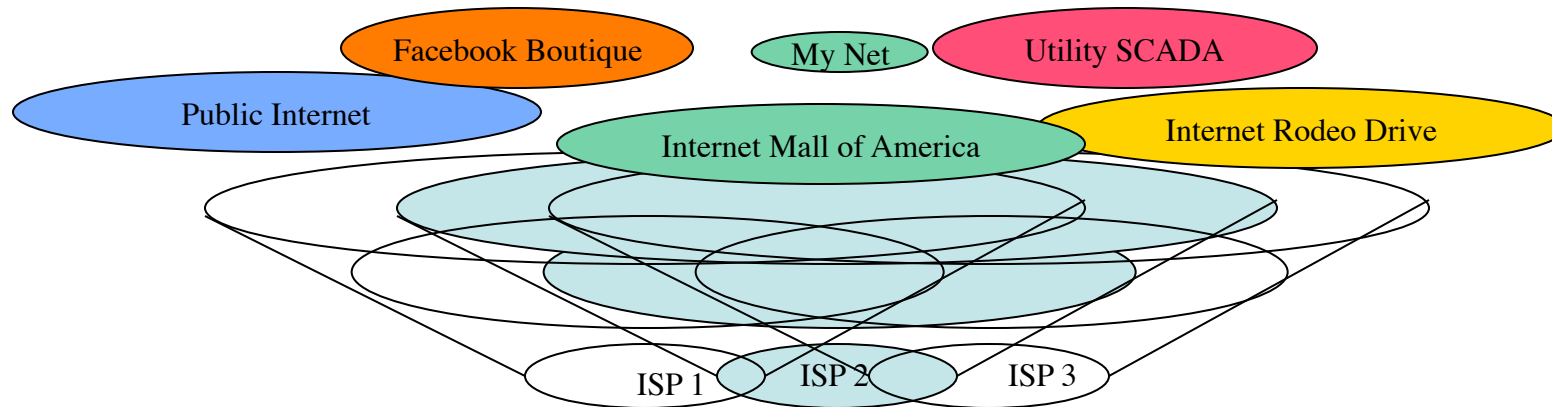 Facebook Boutique
My Net
Utility SCADA
Public Internet
Internet Mall of America
Internet Rodeo Drive
ISP 1
ISP 2
ISP 3